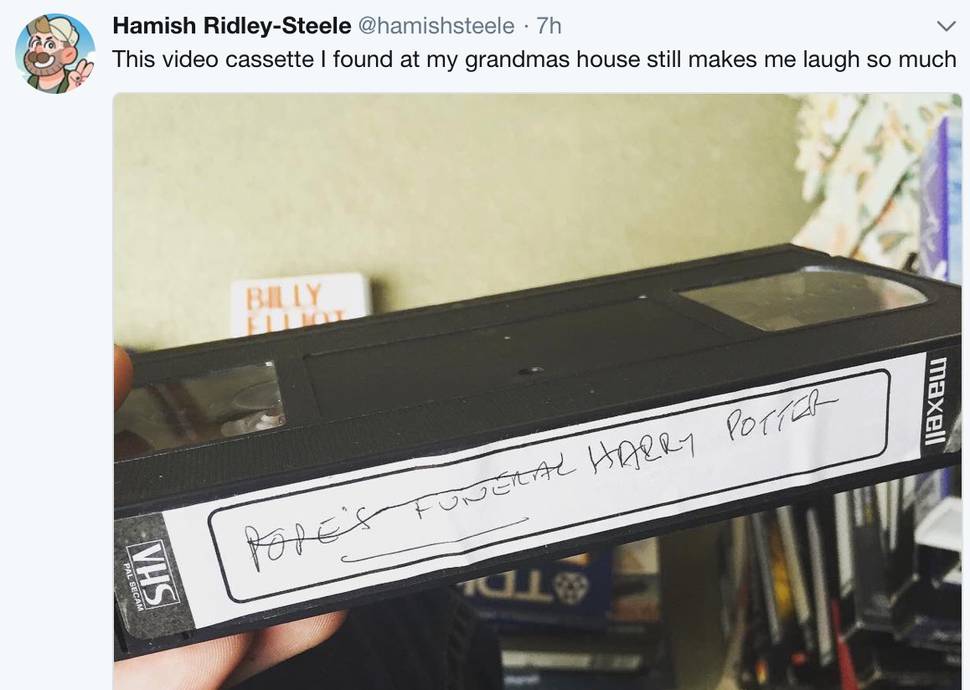 Hamish Ridley-Steele @hamishsteele · 7h
This video cassette I found at my grandmas house still makes me laugh so much
BILLY
ELLIOT
maxell
POPE'S FUNERAL HARRY POTTER
VHS
PAL SECAM
TDK